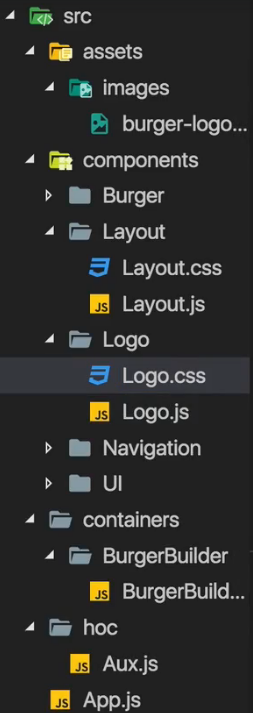 src
assets
images
burger-logo...
components
Burger
Layout
Layout.css
JS Layout.js
Logo
Logo.css
JS Logo.js
Navigation
UI
containers
BurgerBuilder
JS BurgerBuild...
hoc
JS Aux.js
JS App.js